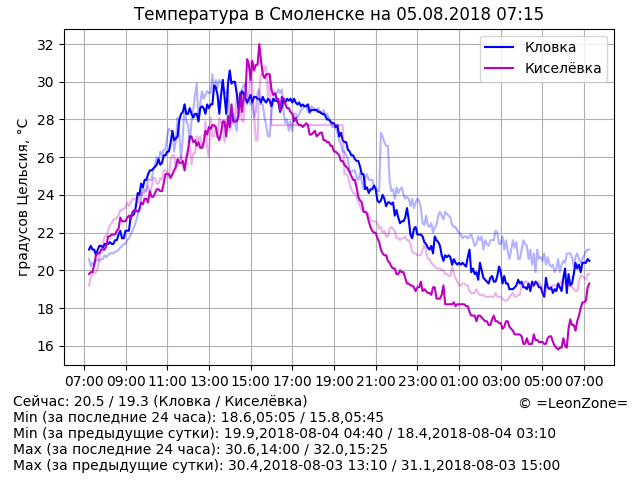 Температура в Смоленске на 05.08.2018 07:15
градусов Цельсия, °C
32
30
28
26
24
22
20
18
16
Кловка
Киселёвка
07:00 09:00 11:00 13:00 15:00 17:00 19:00 21:00 23:00 01:00 03:00 05:00 07:00
Сейчас: 20.5 / 19.3 (Кловка / Киселёвка)
© =LeonZone=
Min (за последние 24 часа): 18.6,05:05 / 15.8,05:45
Min (за предыдущие сутки): 19.9,2018-08-04 04:40 / 18.4,2018-08-04 03:10
Max (за последние 24 часа): 30.6,14:00 / 32.0,15:25
Max (за предыдущие сутки): 30.4,2018-08-03 13:10 / 31.1,2018-08-03 15:00